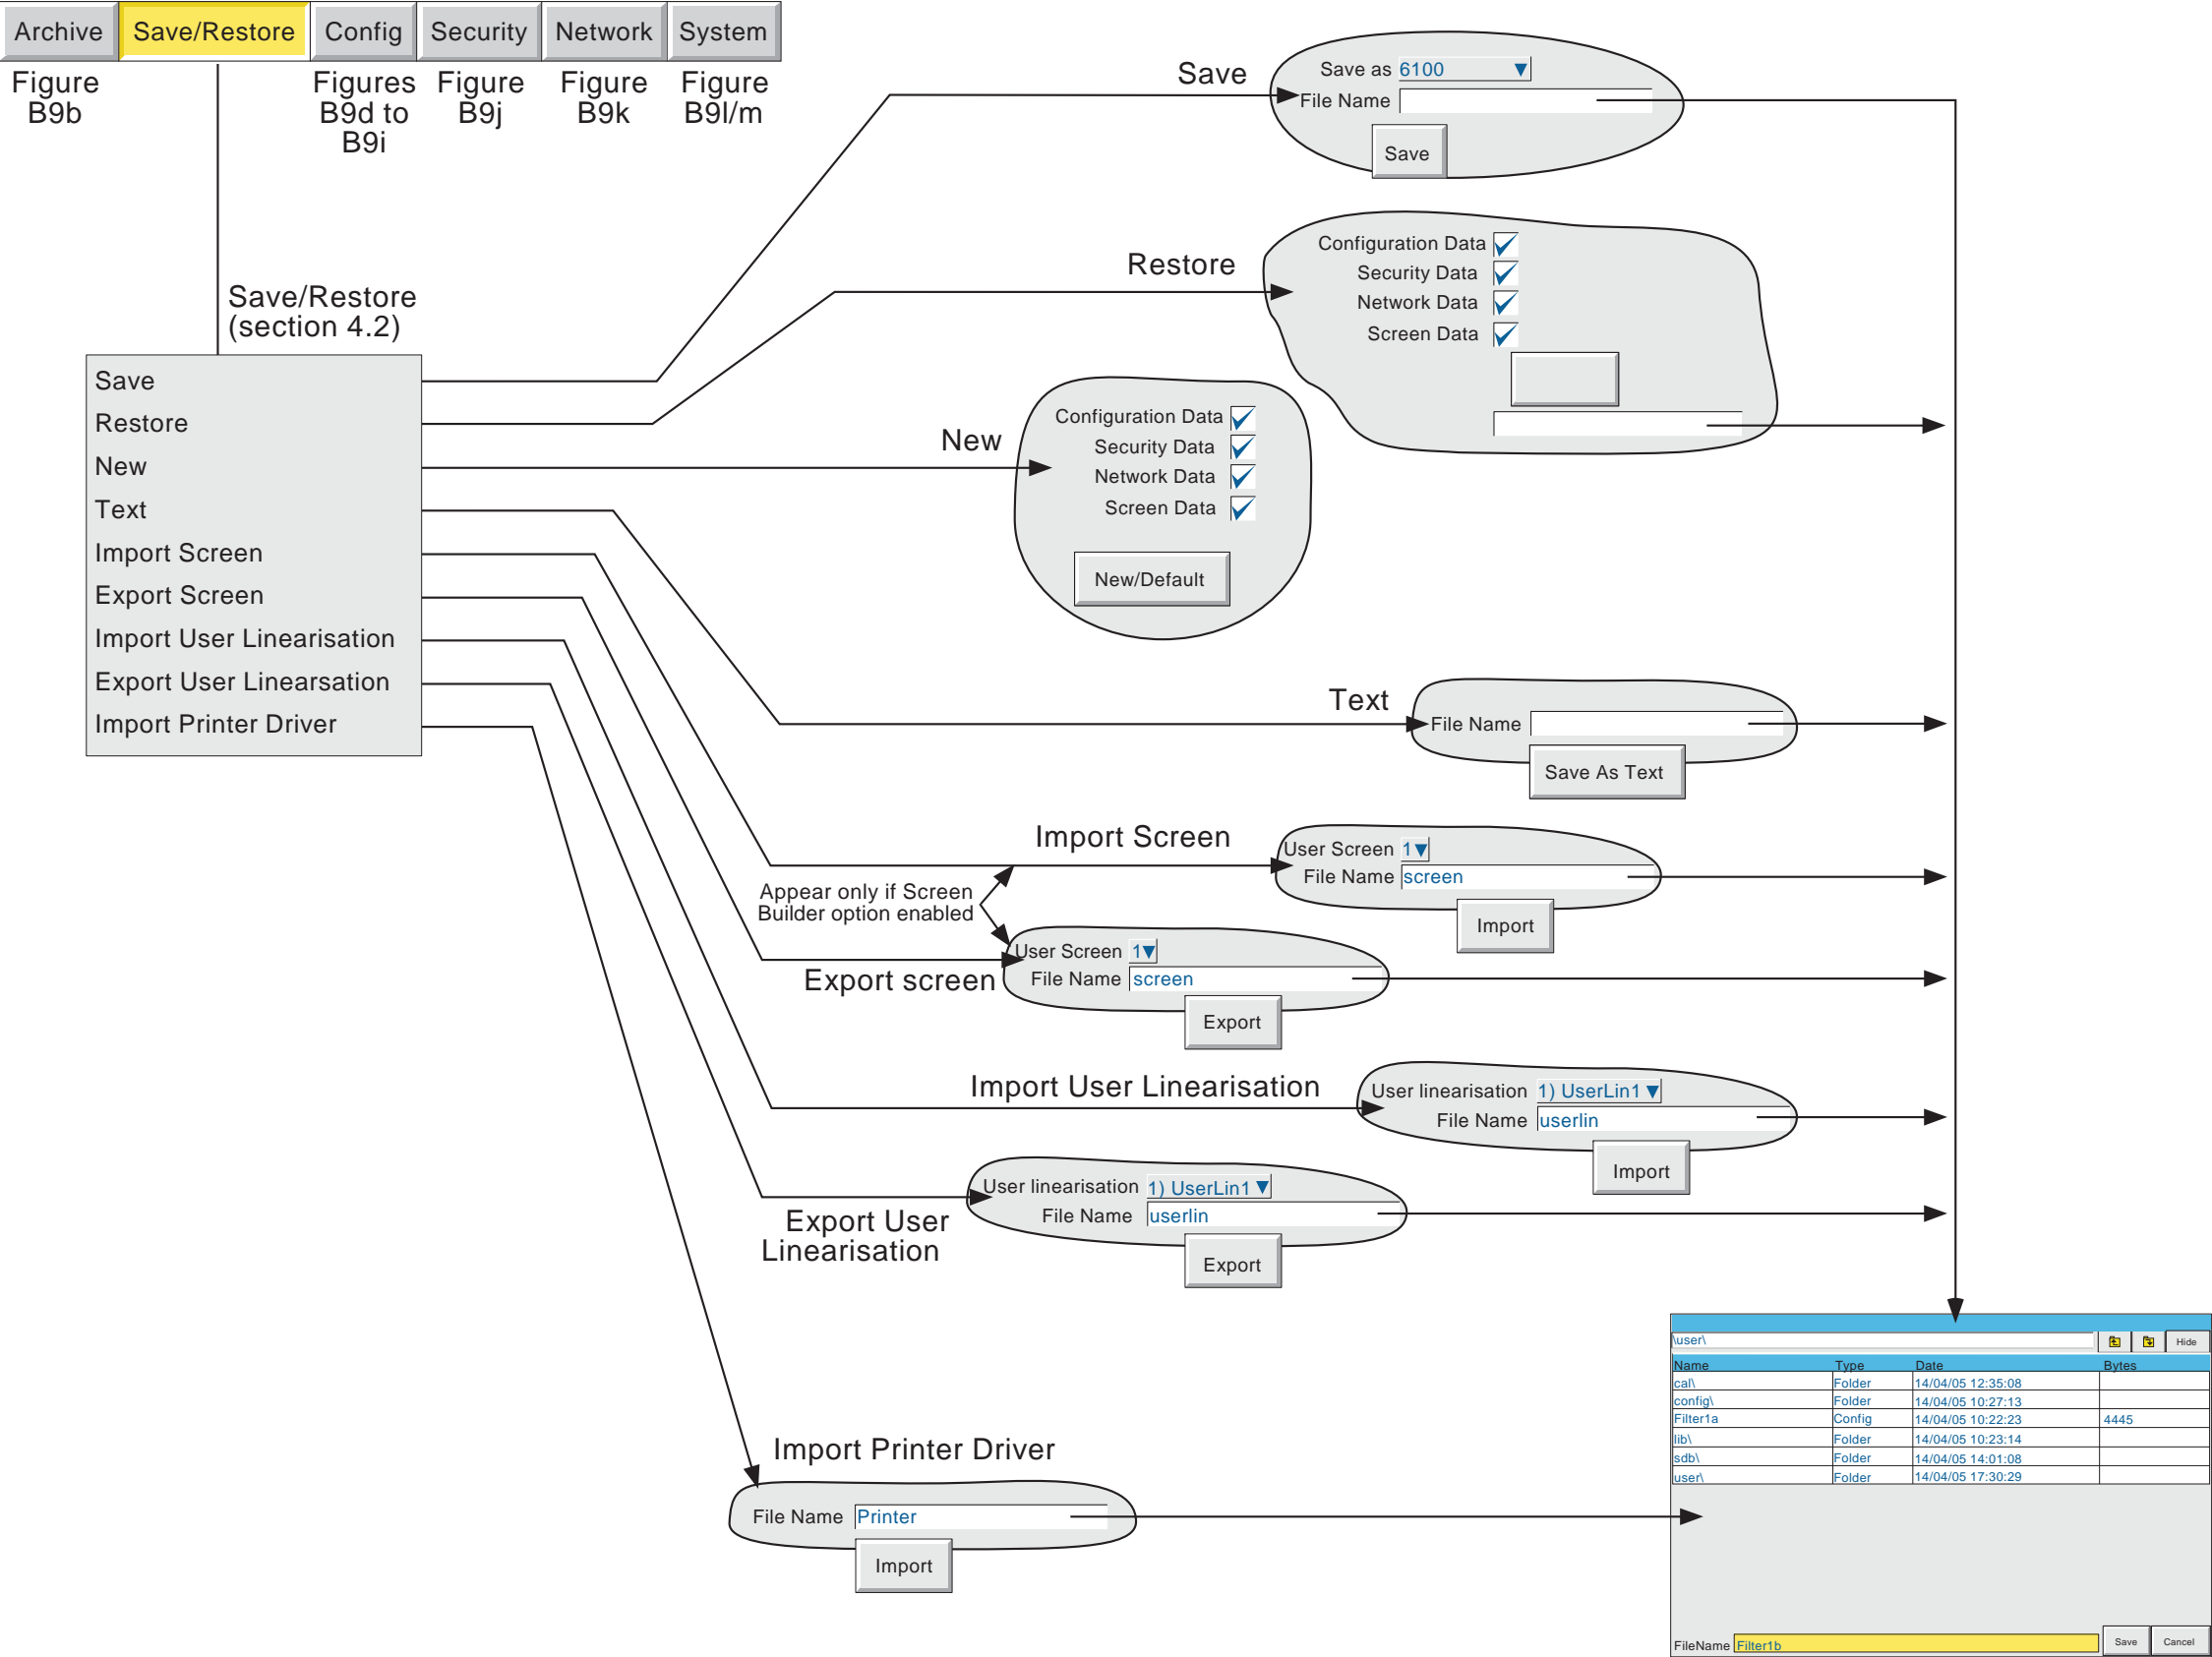 Archive
Save/Restore
Config
Security
Network
System
Figure
B9b
Figures
B9d to
B9i
Figure
B9j
Figure
B9k
Figure
B9l/m
Save/Restore
(section 4.2)
Save
Restore
New
Text
Import Screen
Export Screen
Import User Linearisation
Export User Linearsation
Import Printer Driver
Save
Save as 6100
File Name
Save
Restore
Configuration Data
Security Data
Network Data
Screen Data
New
Configuration Data
Security Data
Network Data
Screen Data
New/Default
Text
File Name
Save As Text
Import Screen
User Screen 1
File Name screen
Import
Appear only if Screen
Builder option enabled
Export screen
User Screen 1
File Name screen
Export
Import User Linearisation
User linearisation 1) UserLin1
File Name userlin
Import
Export User
Linearisation
User linearisation 1) UserLin1
File Name userlin
Export
Import Printer Driver
File Name Printer
Import
\user\ Hide
Name Type Date Bytes
cal\ Folder 14/04/05 12:35:08
config\ Folder 14/04/05 10:27:13
Filter1a Config 14/04/05 10:22:23 4445
lib\ Folder 14/04/05 10:23:14
sdb\ Folder 14/04/05 14:01:08
user\ Folder 14/04/05 17:30:29
FileName Filter1b Save Cancel